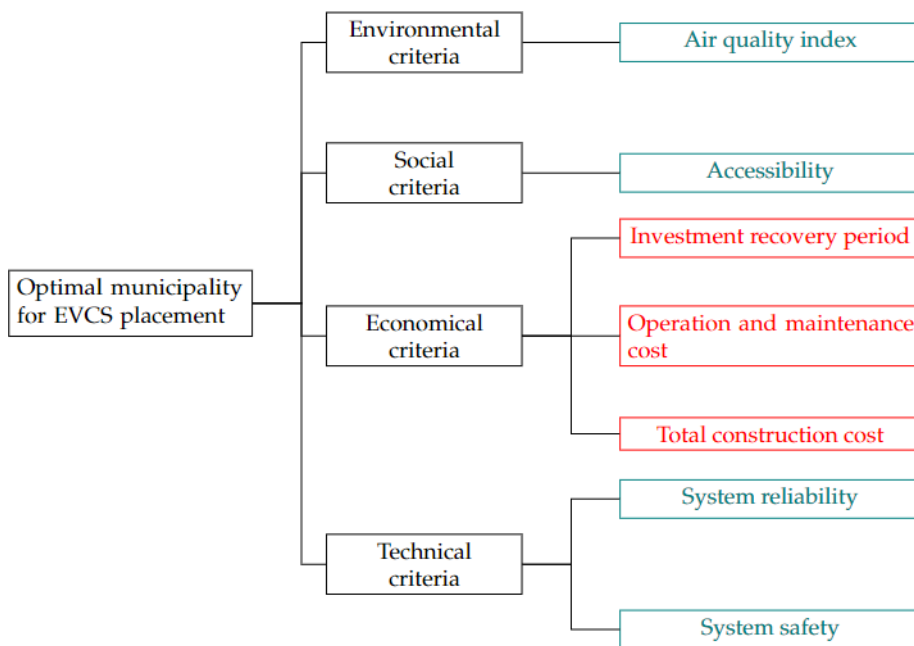 Environmental
criteria
Air quality index
Social
criteria
Accessibility
Investment recovery period
Optimal municipality
for EVCS placement
Economical
criteria
Operation and maintenance
cost
Total construction cost
System reliability
Technical
criteria
System safety